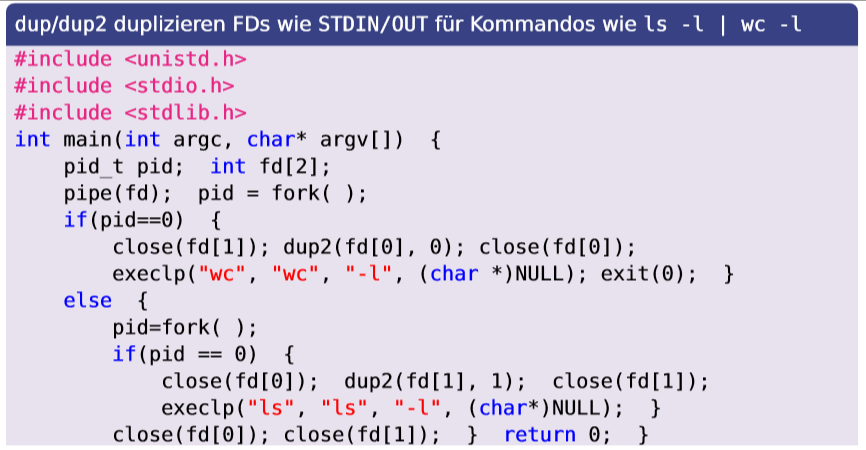 dup/dup2 duplizieren FDs wie STDIN/OUT für Kommandos wie ls -l | wc -l
#include <unistd.h>
#include <stdio.h>
#include <stdlib.h>
int main(int argc, char* argv[])  {
    pid_t pid;  int fd[2];
    pipe(fd);  pid = fork( );
    if(pid==0)  {
        close(fd[1]); dup2(fd[0], 0); close(fd[0]);
        execlp("wc", "wc", "-l", (char *)NULL); exit(0);  }
    else  {
        pid=fork( );
        if(pid == 0)  {
            close(fd[0]);  dup2(fd[1], 1);  close(fd[1]);
            execlp("ls", "ls", "-l", (char*)NULL);  }
        close(fd[0]); close(fd[1]);  }  return 0;  }